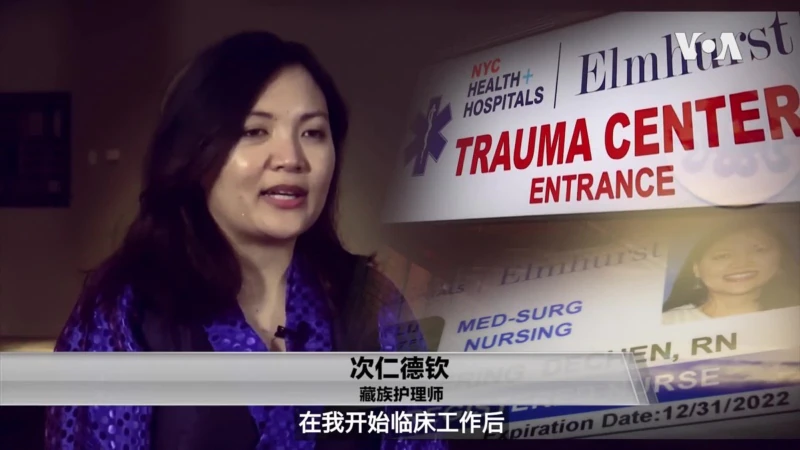 VOA
NYC
HEALTH+
HOSPITALS
Elmhurst
TRAUMA CENTER
ENTRANCE
Elmhurst
MED-SURG
NURSING
DECHEN, RN
Expiration Date:12/31/2022
次仁德钦
藏族护理师
在我开始临床工作后